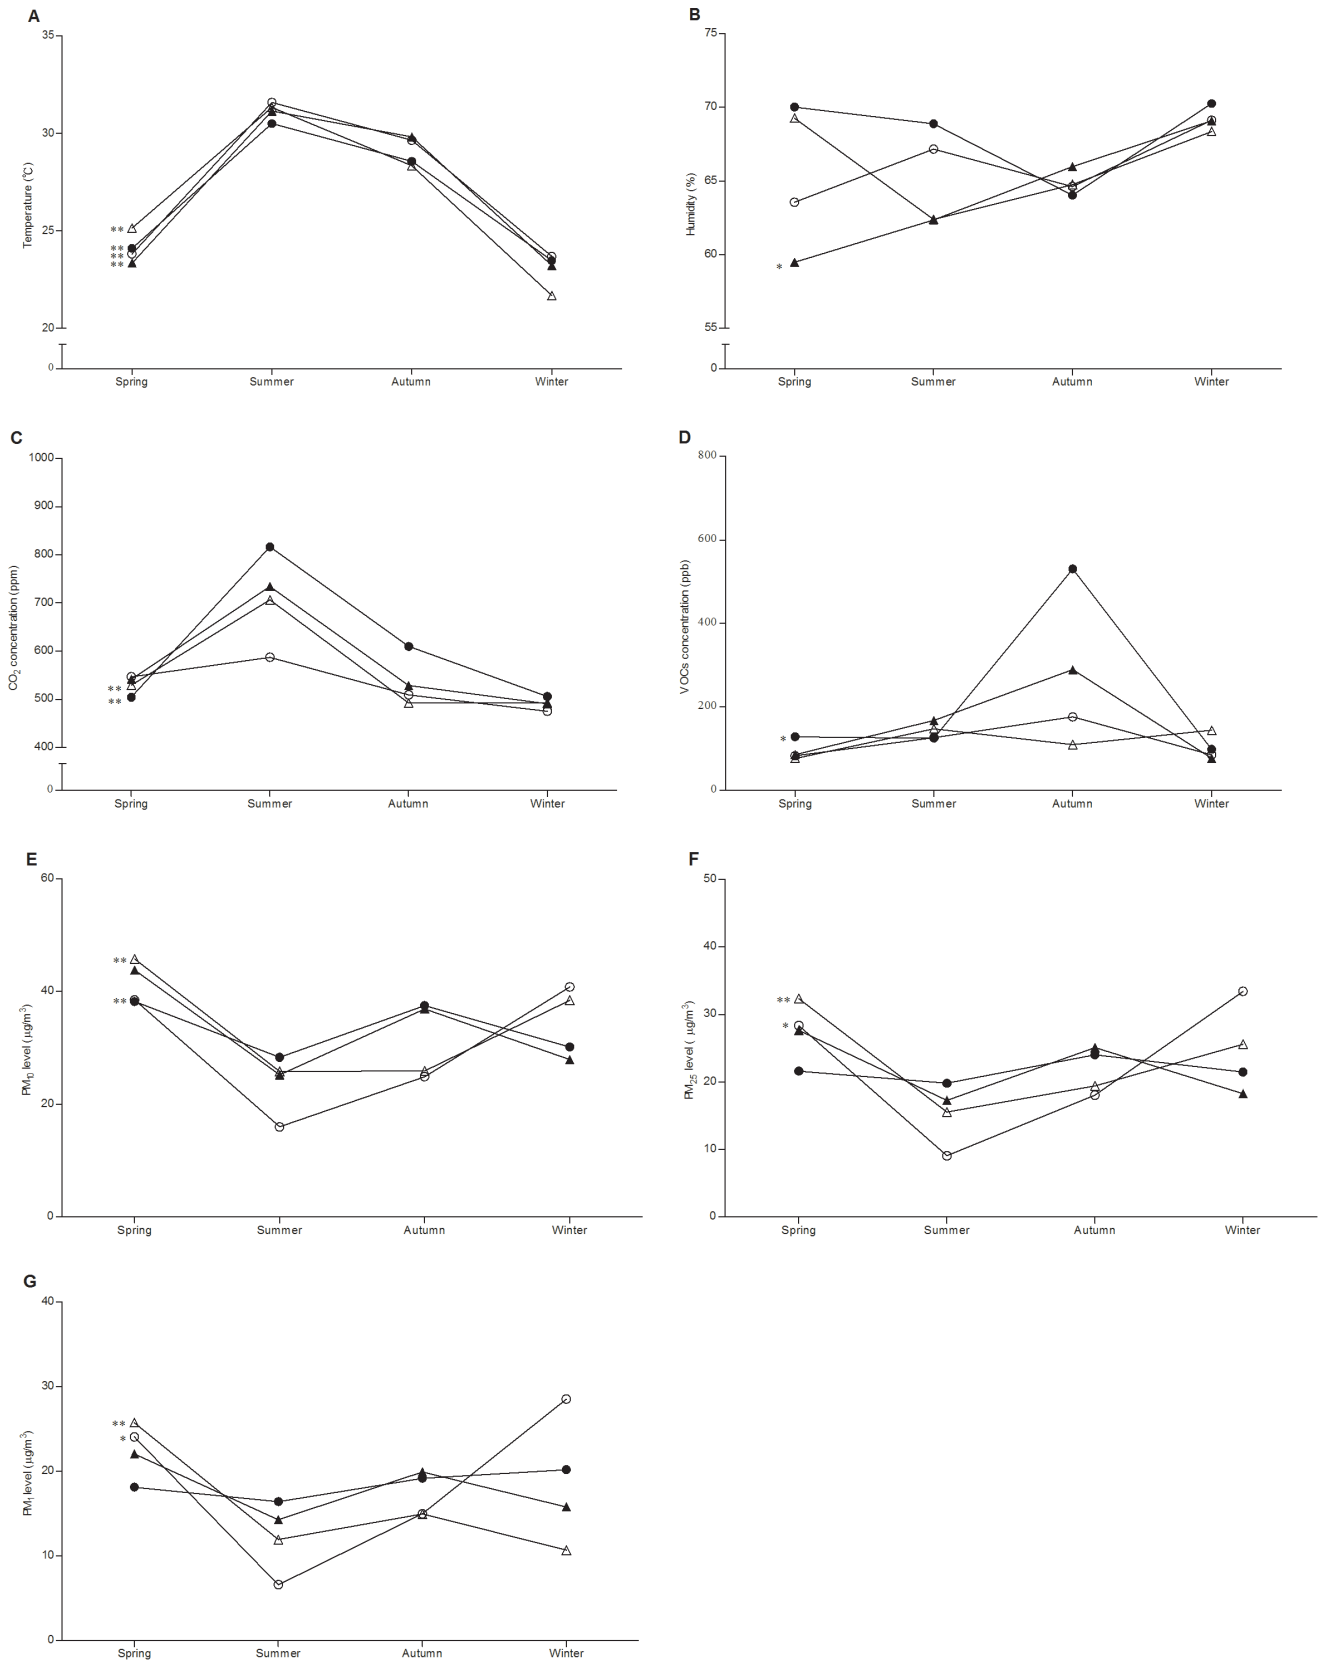 A
35
30
25
20
0
Temperature (℃)
**
**
**
**
Spring Summer Autumn Winter
B
75
70
65
60
55
0
Humidity (%)
*
Spring Summer Autumn Winter
C
1000
900
800
700
600
500
400
0
CO2 concentration (ppm)
**
**
Spring Summer Autumn Winter
D
800
600
400
200
0
VOCs concentration (ppb)
*
Spring Summer Autumn Winter
E
60
40
20
0
PM10 level (μg/m³)
**
**
Spring Summer Autumn Winter
F
50
40
30
20
10
0
PM25 level ( μg/m³)
**
*
Spring Summer Autumn Winter
G
40
30
20
10
0
PM1 level (μg/m³)
**
*
Spring Summer Autumn Winter